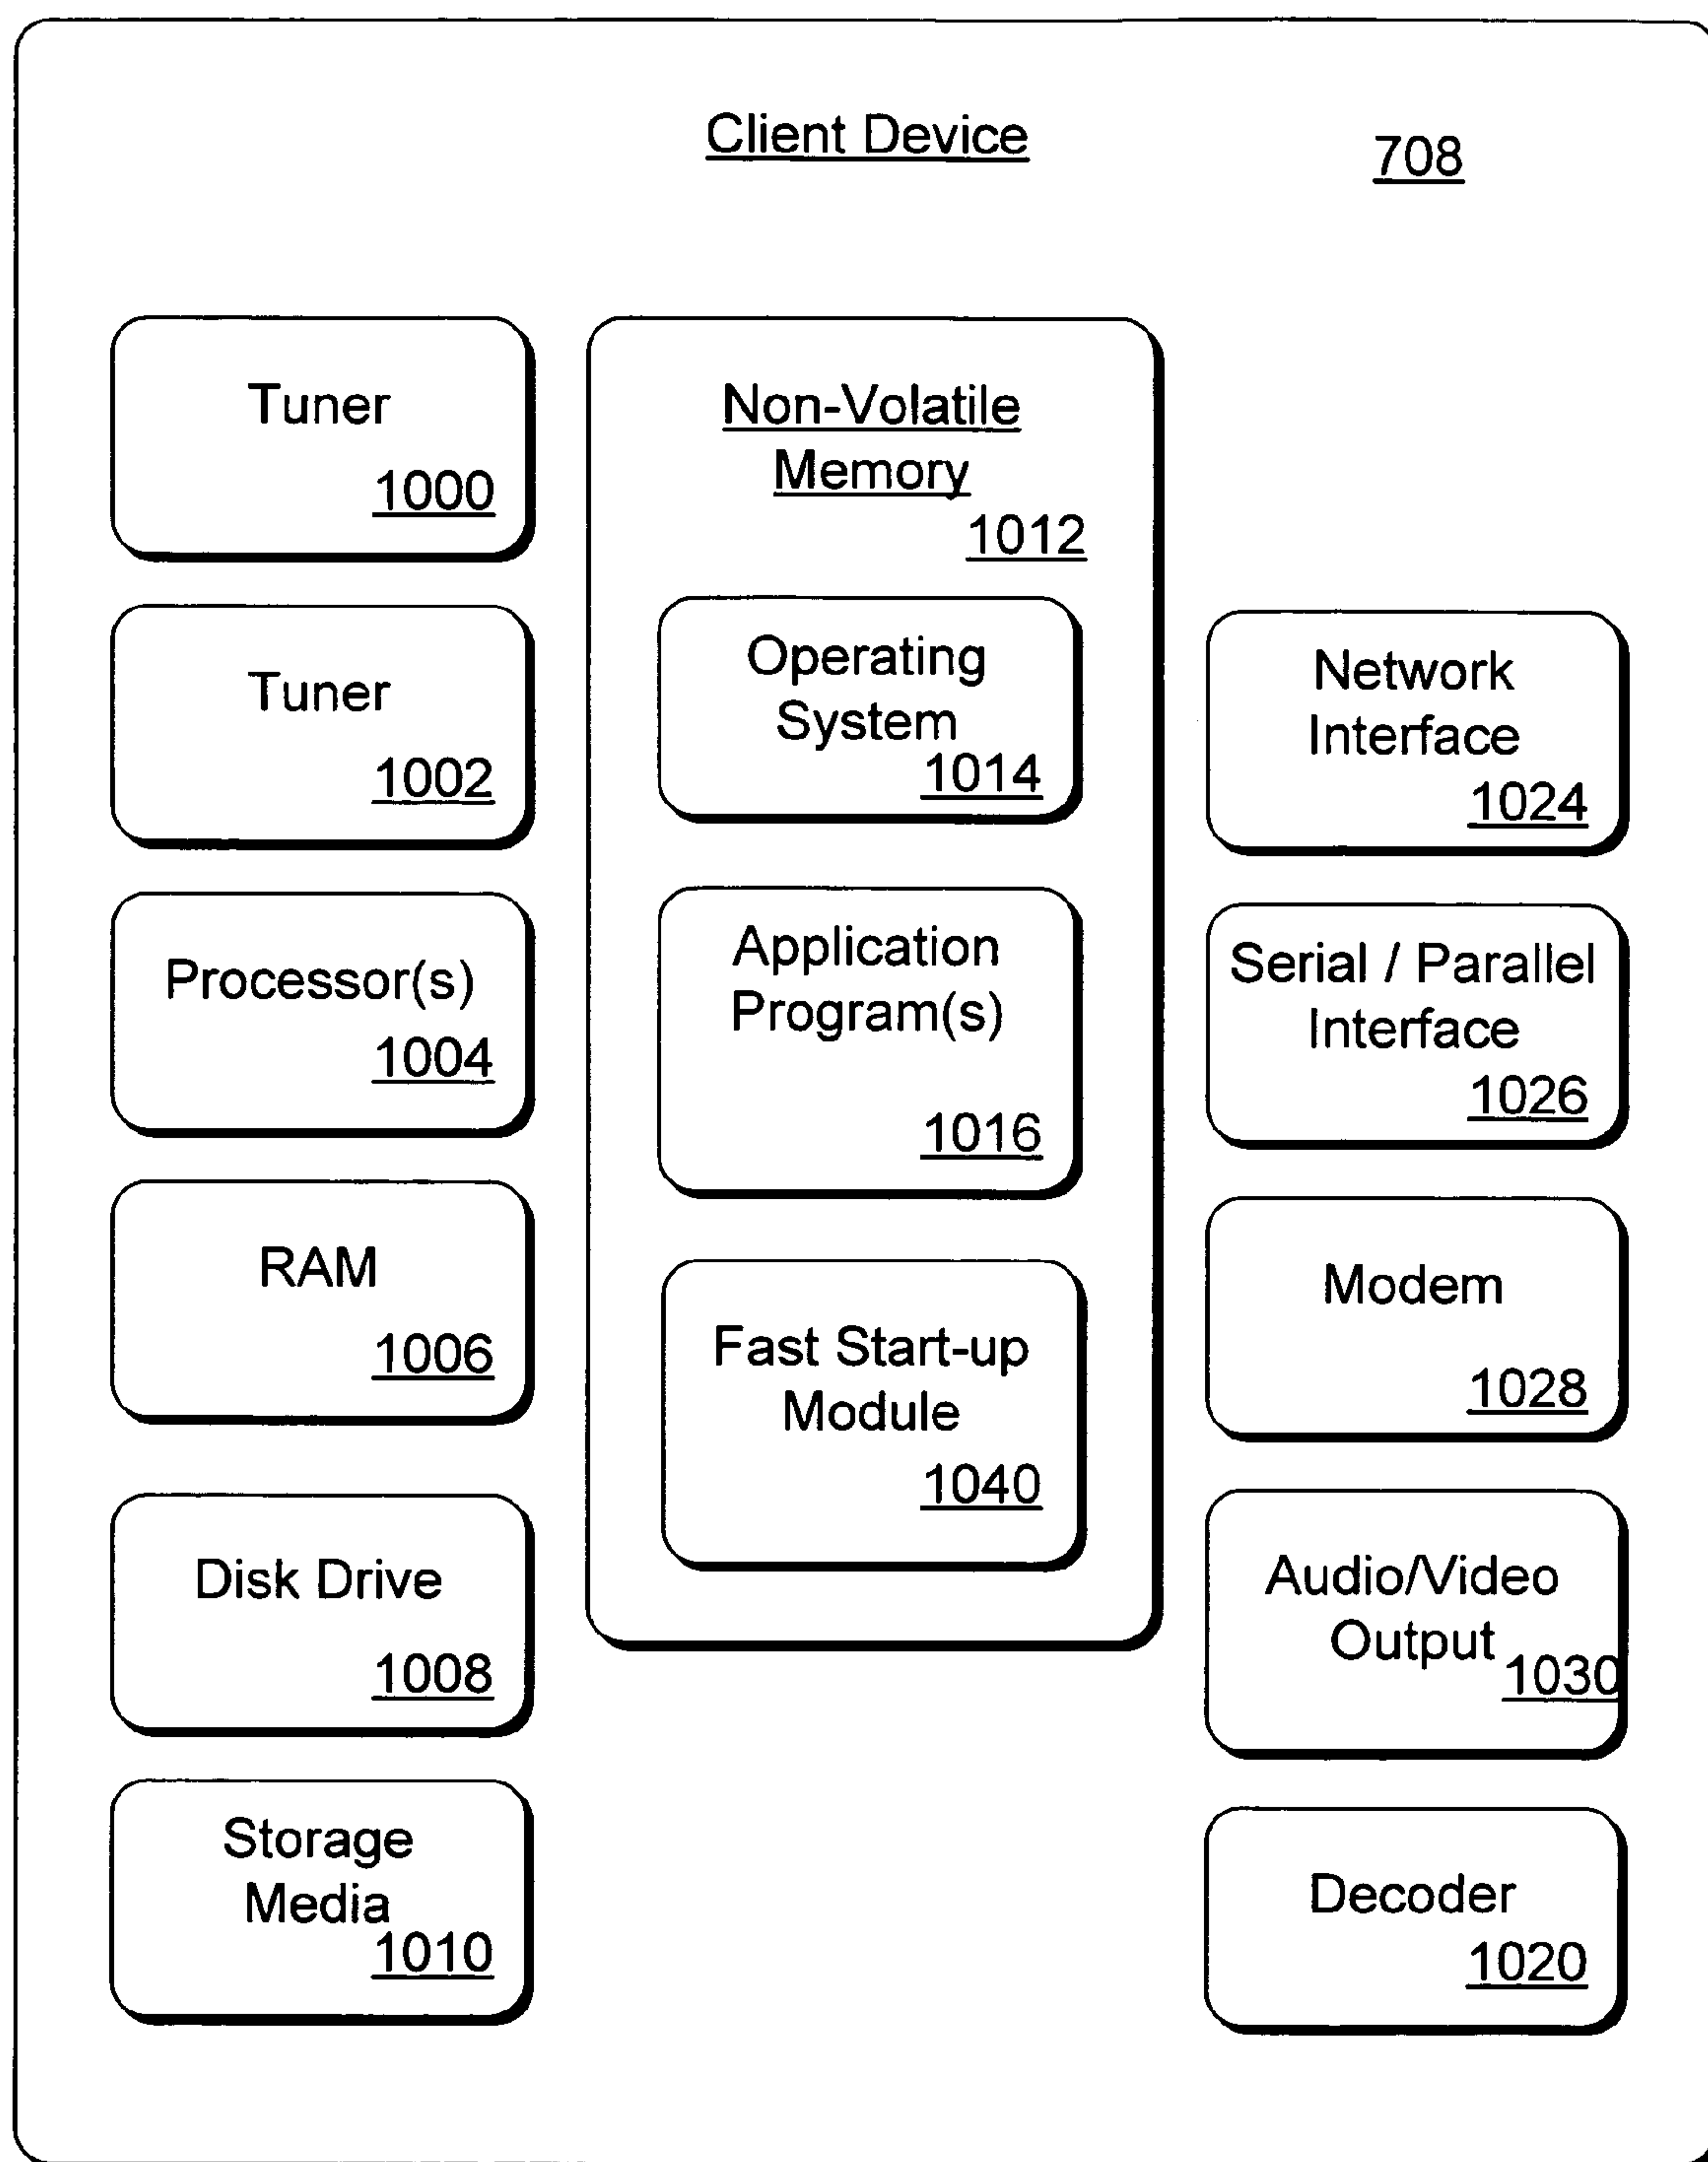 Client Device
708
Tuner
1000
Tuner
1002
Processor(s)
1004
RAM
1006
Disk Drive
1008
Storage
Media
1010
Non-Volatile
Memory
1012
Operating
System
1014
Application
Program(s)
1016
Fast Start-up
Module
1040
Network
Interface
1024
Serial / Parallel
Interface
1026
Modem
1028
Audio/Video
Output
1030
Decoder
1020